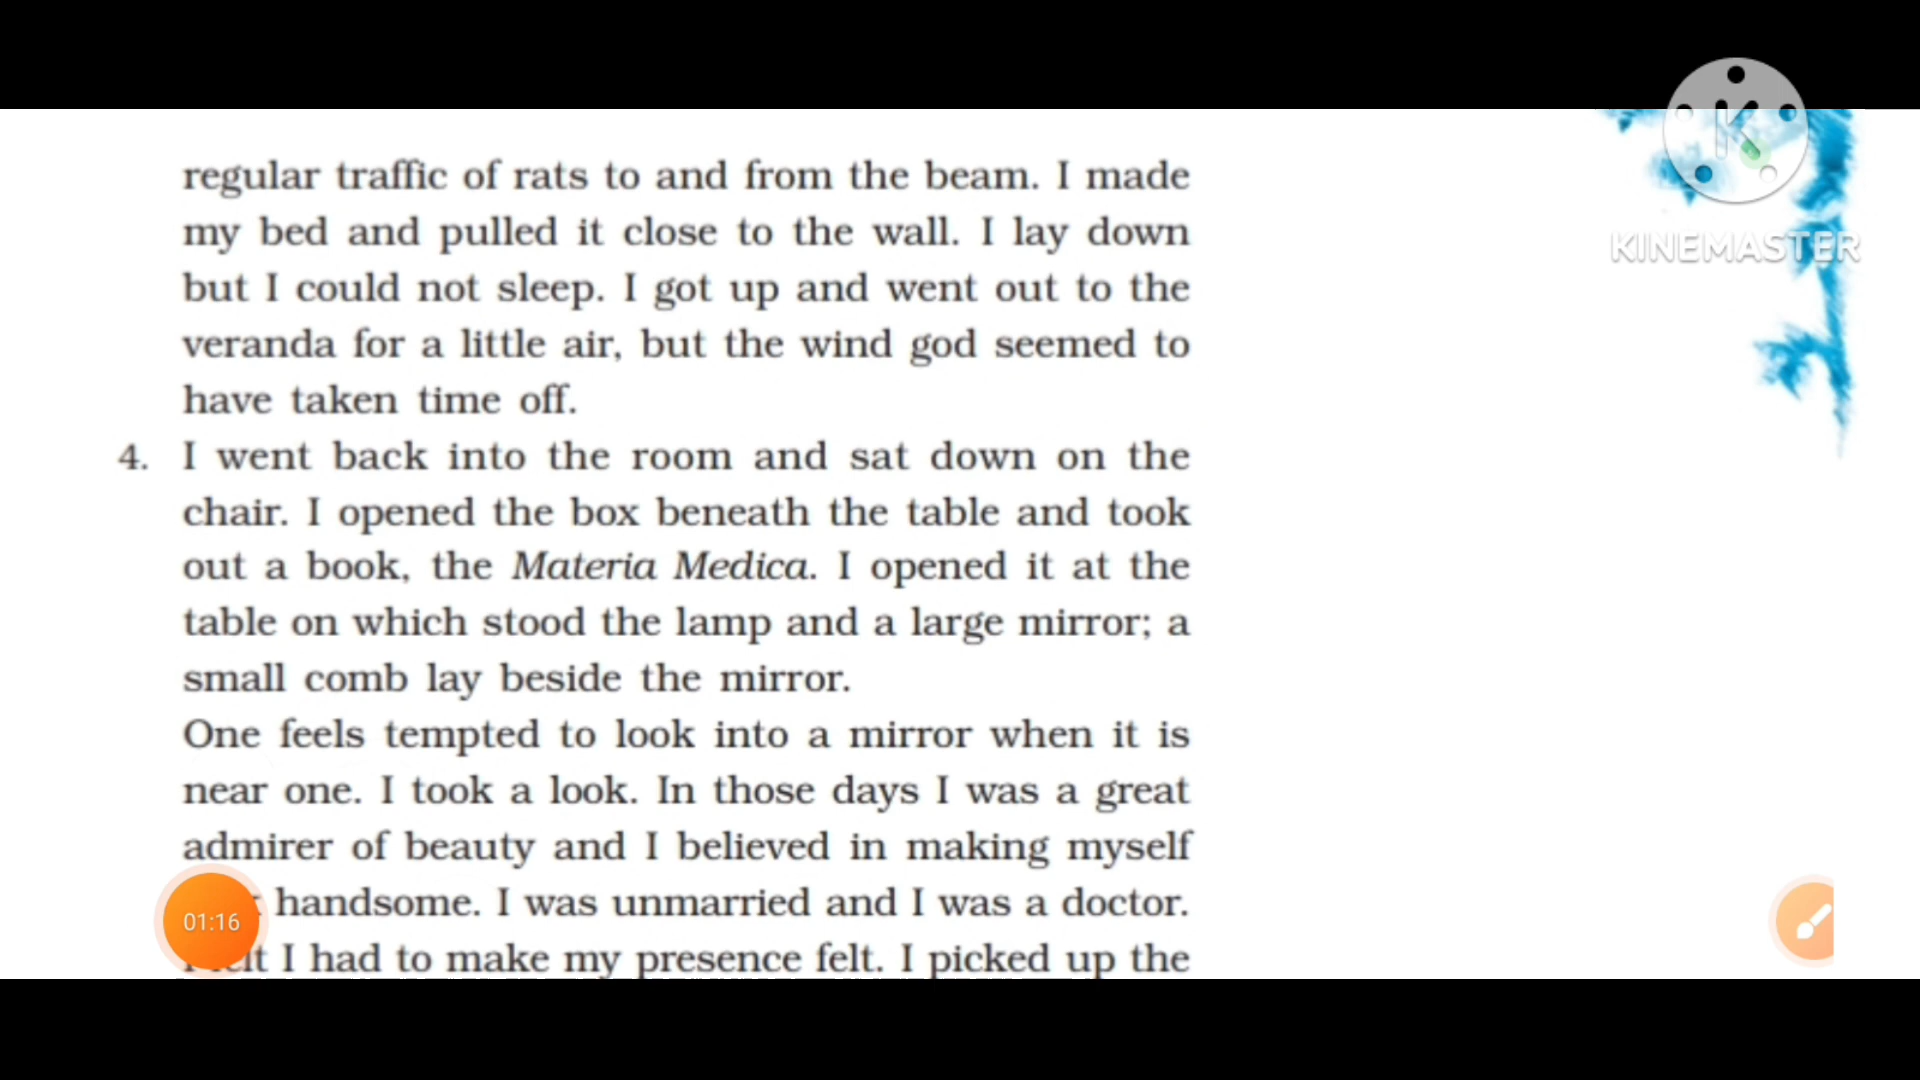 KINEMASTER
regular traffic of rats to and from the beam. I made
my bed and pulled it close to the wall. I lay down
but I could not sleep. I got up and went out to the
veranda for a little air, but the wind god seemed to
have taken time off.
4. I went back into the room and sat down on the
chair. I opened the box beneath the table and took
out a book, the Materia Medica. I opened it at the
table on which stood the lamp and a large mirror; a
small comb lay beside the mirror.
One feels tempted to look into a mirror when it is
near one. I took a look. In those days I was a great
admirer of beauty and I believed in making myself
handsome. I was unmarried and I was a doctor.
I had to make my presence felt. I picked up the
01:16